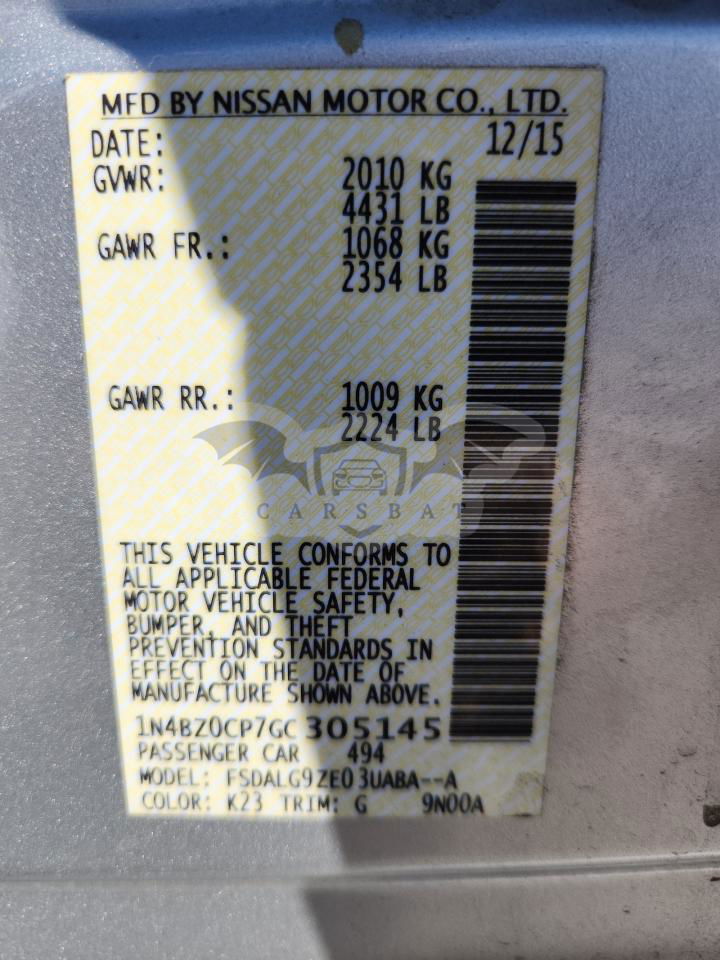 MFD BY NISSAN MOTOR CO., LTD.
DATE: 12/15
GVWR: 2010 KG
4431 LB
GAWR FR.: 1068 KG
2354 LB
GAWR RR.: 1009 KG
2224 LB
CARSBAT
THIS VEHICLE CONFORMS TO
ALL APPLICABLE FEDERAL
MOTOR VEHICLE SAFETY,
BUMPER, AND THEFT
PREVENTION STANDARDS IN
EFFECT ON THE DATE OF
MANUFACTURE SHOWN ABOVE.
1N4BZ0CP7GC305145
PASSENGER CAR 494
MODEL: FSDALG9ZE03UABA--A
COLOR: K23 TRIM: G 9N00A